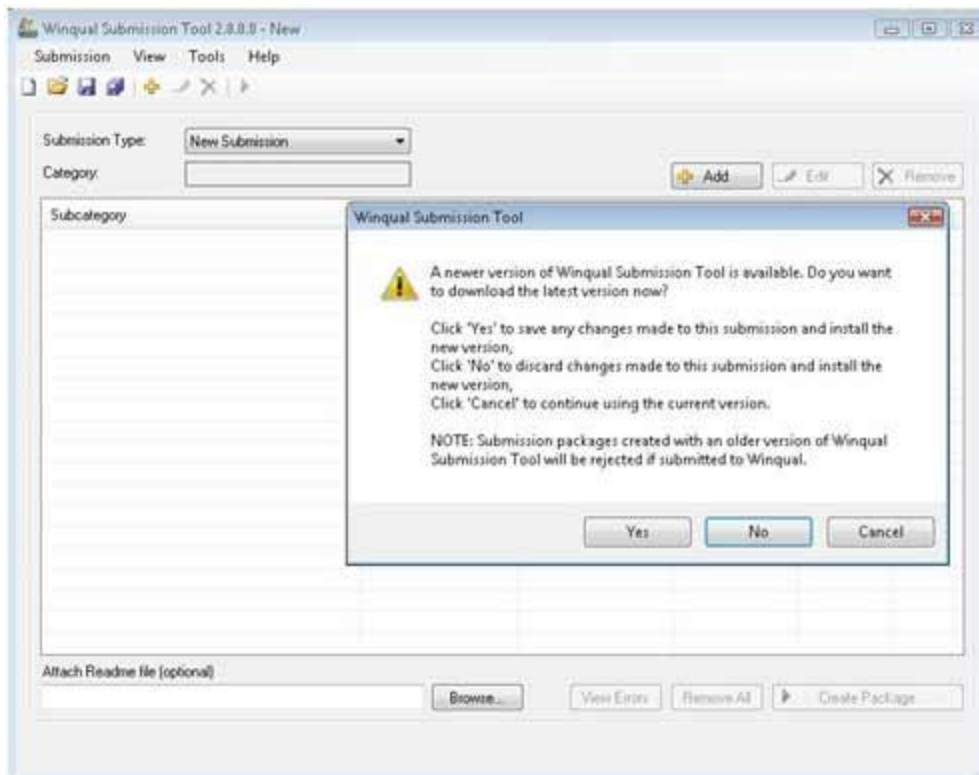 Winqual Submission Tool 2.0.0.0 - New
Submission View Tools Help
Submission Type:
New Submission
Category:
Add
Edit
Remove
Subcategory
Winqual Submission Tool
A newer version of Winqual Submission Tool is available. Do you want
to download the latest version now?
Click 'Yes' to save any changes made to this submission and install the
new version,
Click 'No' to discard changes made to this submission and install the
new version,
Click 'Cancel' to continue using the current version.
NOTE: Submission packages created with an older version of Winqual
Submission Tool will be rejected if submitted to Winqual.
Yes
No
Cancel
Attach Readme file (optional)
Browse...
View Errors
Remove All
Create Package